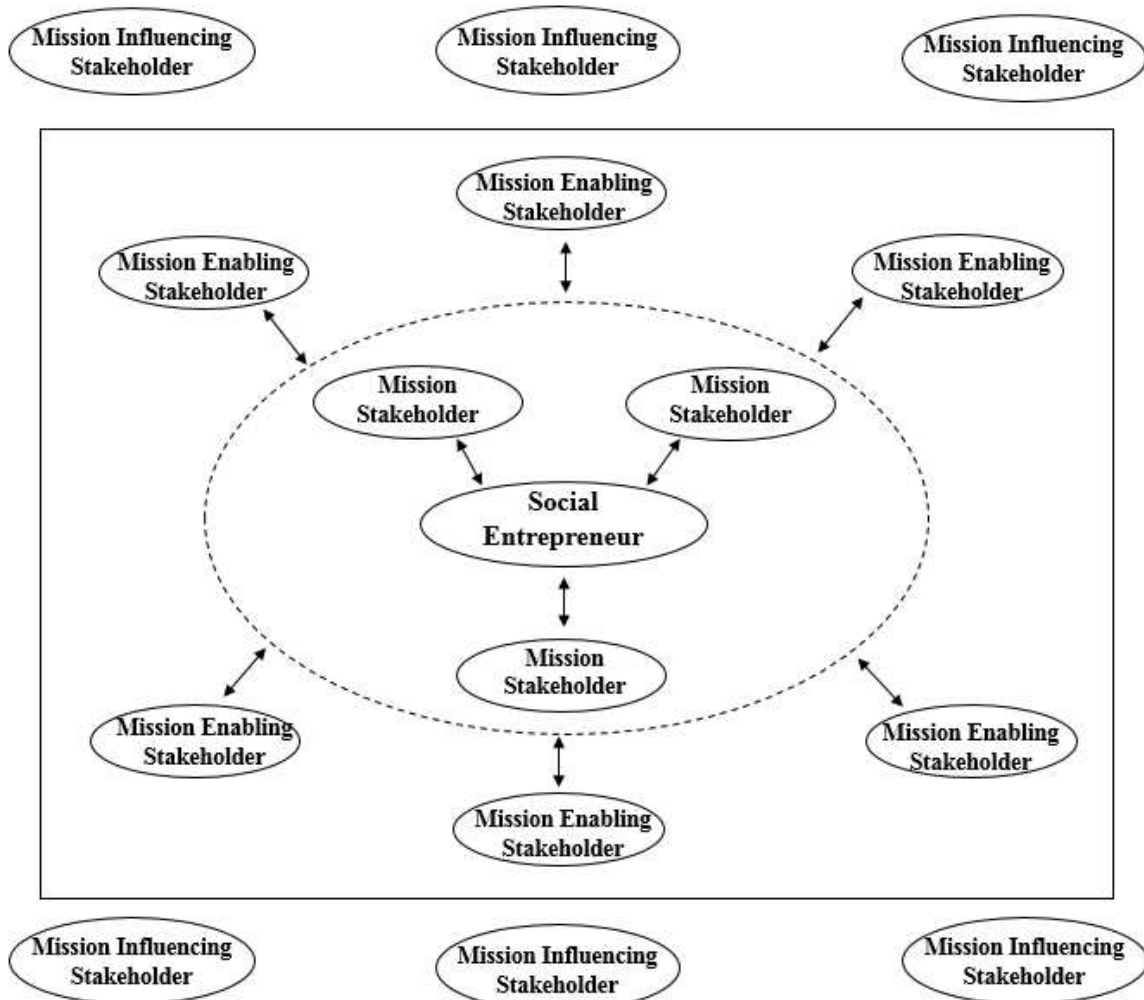 Mission Influencing
Stakeholder
Mission Influencing
Stakeholder
Mission Influencing
Stakeholder
Mission Enabling
Stakeholder
Mission Enabling
Stakeholder
Mission Enabling
Stakeholder
Mission
Stakeholder
Mission
Stakeholder
Social
Entrepreneur
Mission
Stakeholder
Mission Enabling
Stakeholder
Mission Enabling
Stakeholder
Mission Enabling
Stakeholder
Mission Influencing
Stakeholder
Mission Influencing
Stakeholder
Mission Influencing
Stakeholder